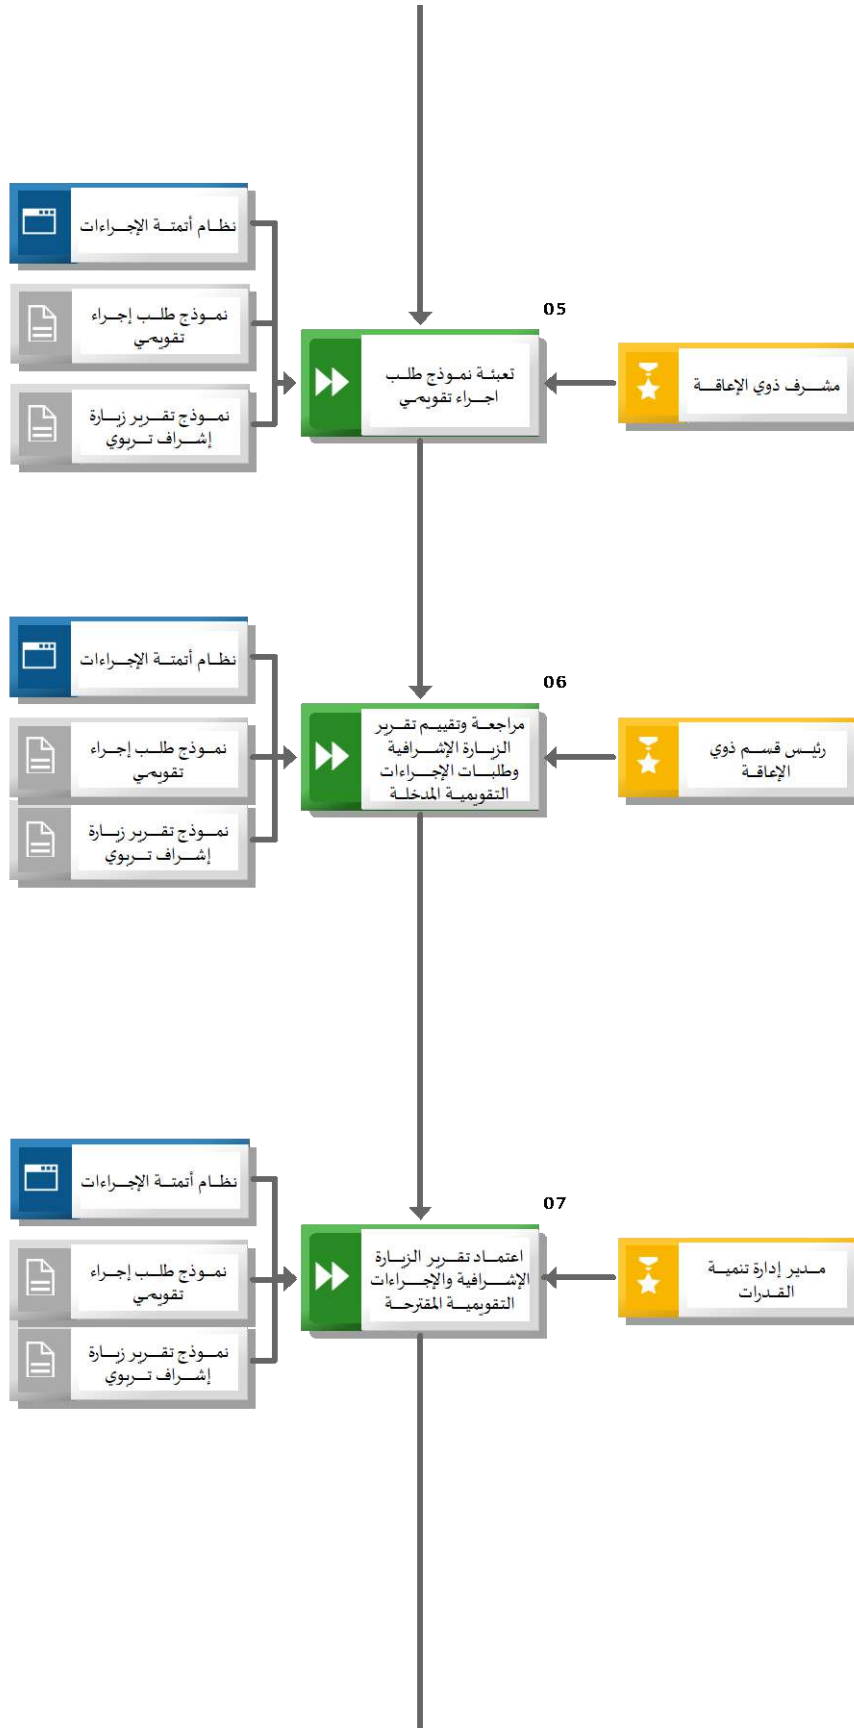 05
مشرف ذوي الإعاقة
تعبئة نموذج طلب
اجراء تقويمي
نظام أتمتة الإجراءات
نموذج طلب إجراء
تقويمي
نموذج تقرير زيارة
إشراف تربوي
06
رئيس قسم ذوي
الإعاقة
مراجعة وتقييم تقرير
الزيارة الإشرافية
وطلبات الإجراءات
التقويمية المدخلة
نظام أتمتة الإجراءات
نموذج طلب إجراء
تقويمي
نموذج تقرير زيارة
إشراف تربوي
07
مدير إدارة تنمية
القدرات
اعتماد تقرير الزيارة
الإشرافية والإجراءات
التقويمية المقترحة
نظام أتمتة الإجراءات
نموذج طلب إجراء
تقويمي
نموذج تقرير زيارة
إشراف تربوي